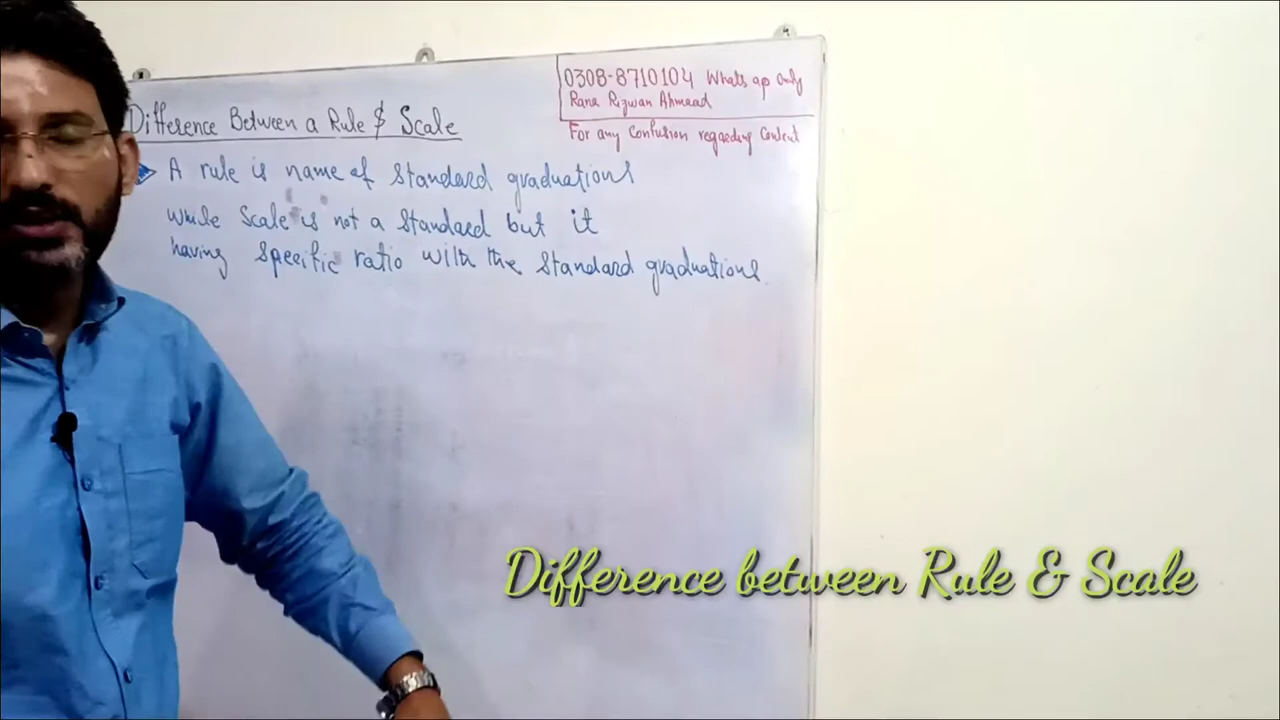 Difference Between a Rule & Scale
0308-8710104 Whats ap only
Rana Rizwan Ahmaad
For any Confusion regarding Content
A rule is name of standard graduations
while Scale is not a standard but it
having specific ratio with the standard graduations.
Difference between Rule & Scale